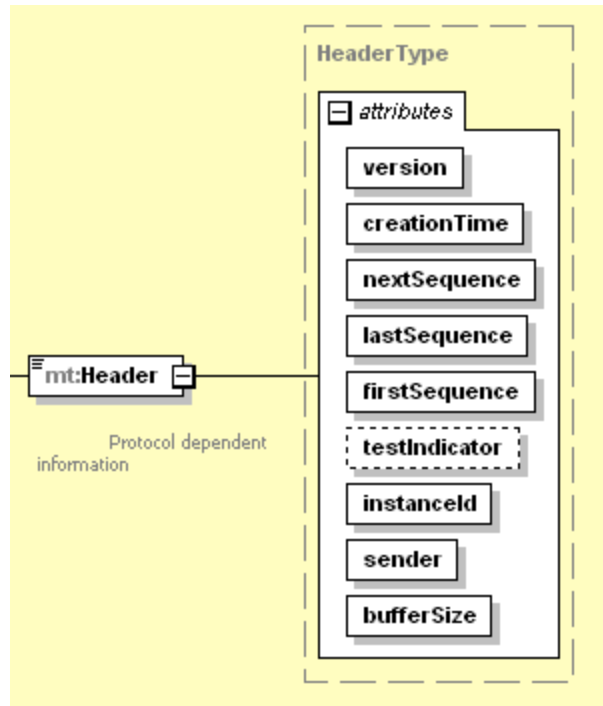 HeaderType
attributes
version
creationTime
nextSequence
lastSequence
mt:Header
firstSequence
Protocol dependent
information
testIndicator
instanceId
sender
bufferSize